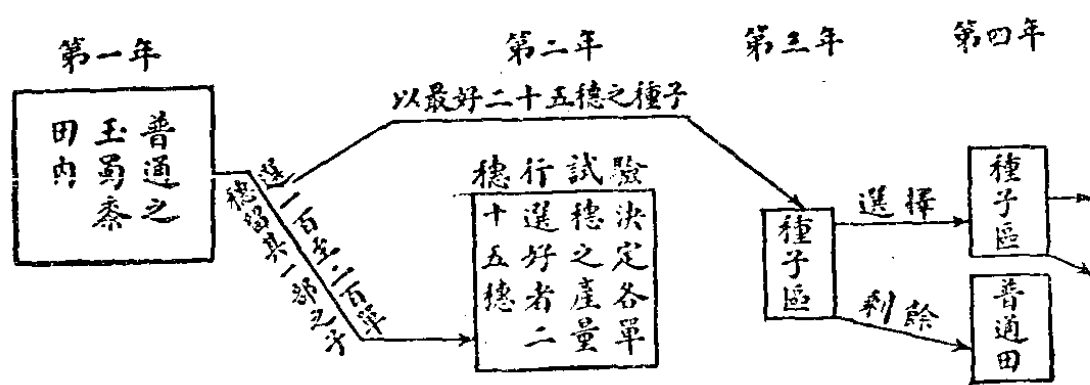 第一年
第二年
第三年
第四年
普通之
玉蜀黍
田內
選一百至二百單
穗留其一部之子
以最好二十五穗之種子
穗行試驗
決定各單
穗之產量
選好者二
十五穗
種子區
選擇
剩餘
種子區
普通田